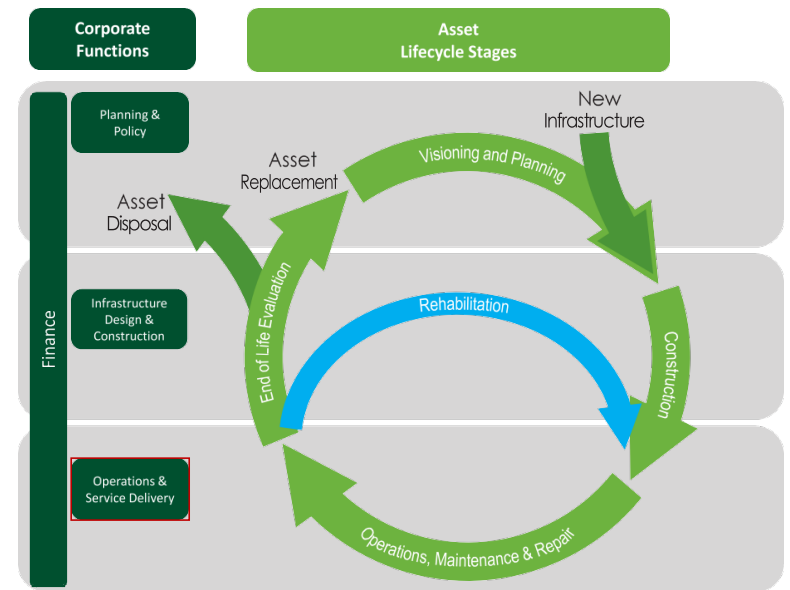 Corporate
Functions
Asset
Lifecycle Stages
Planning &
Policy
New
Infrastructure
Visioning and Planning
Asset
Replacement
Asset
Disposal
Infrastructure
Design &
Construction
Finance
End of Life Evaluation
Rehabilitation
Construction
Operations &
Service Delivery
Operations, Maintenance & Repair